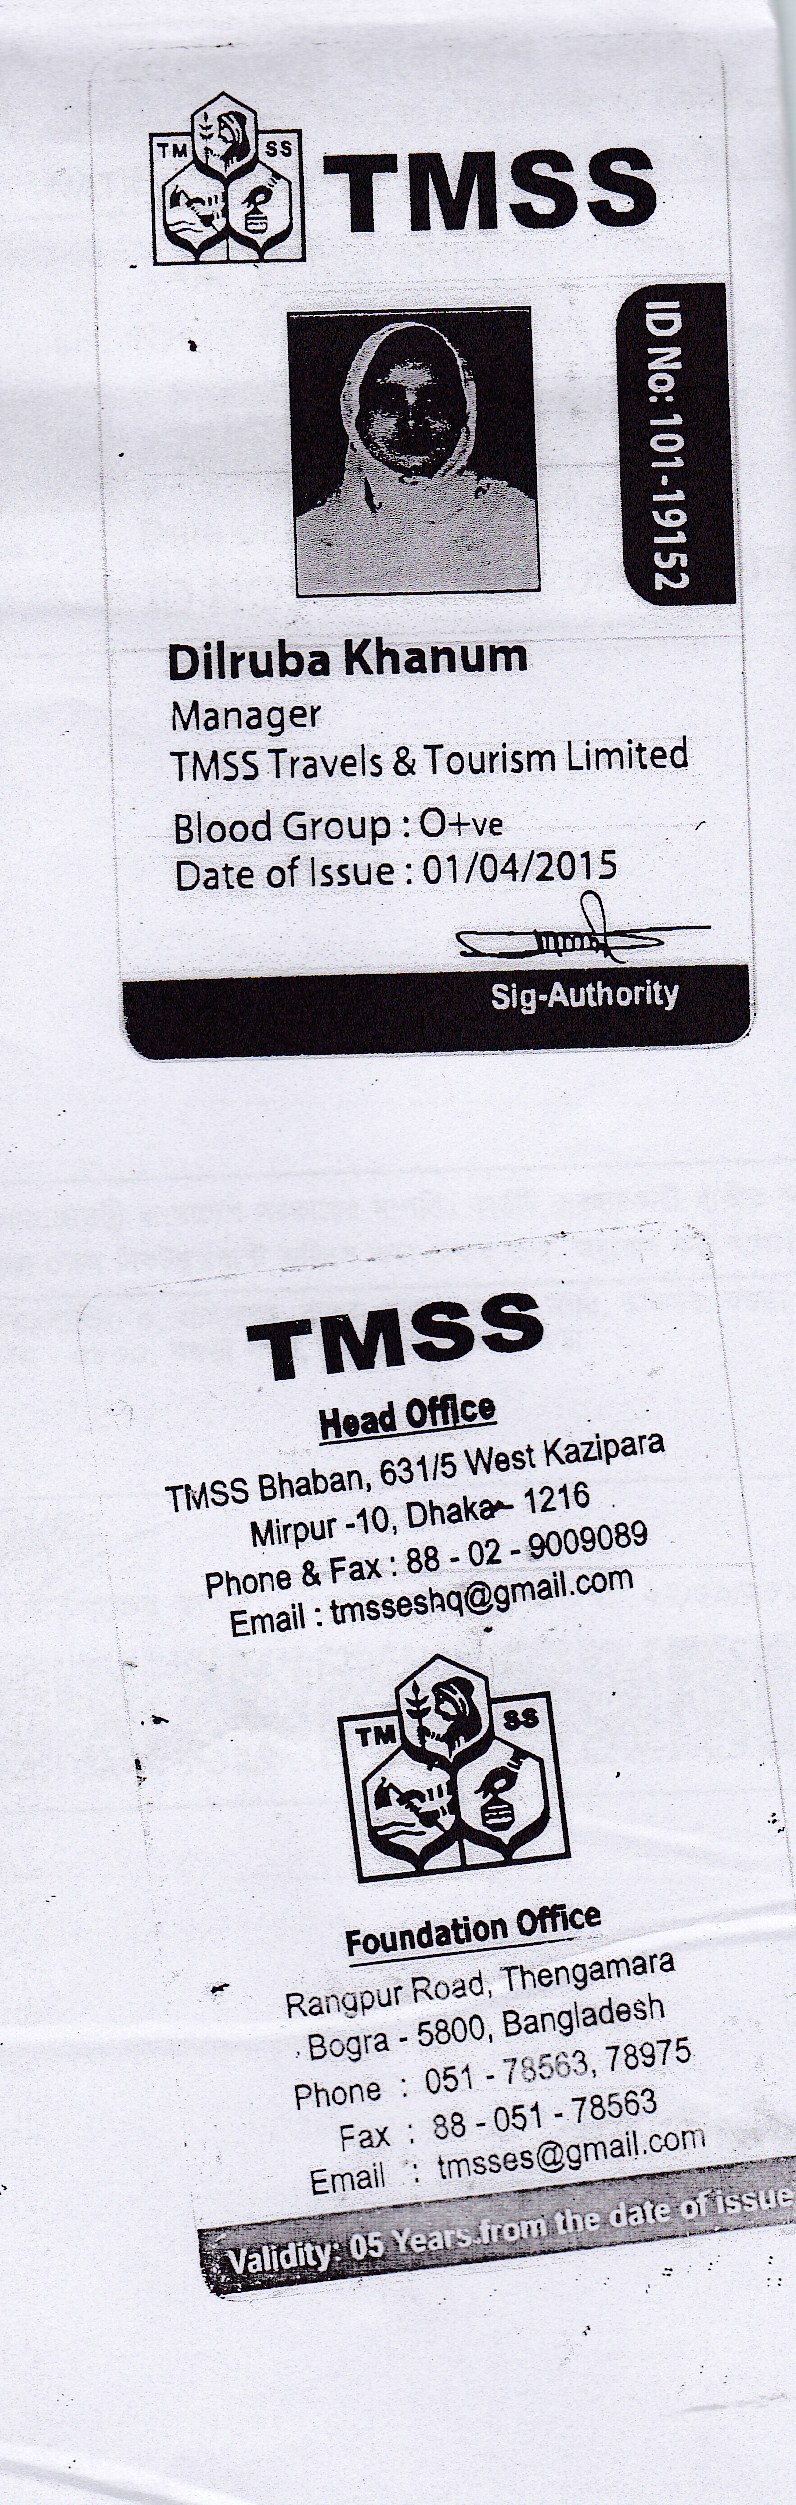 TM SS
TMSS
ID No: 101-19152
Dilruba Khanum
Manager
TMSS Travels & Tourism Limited
Blood Group : O+ve
Date of Issue : 01/04/2015
Sig-Authority
TMSS
Head Office
TMSS Bhaban, 631/5 West Kazipara
Mirpur -10, Dhaka- 1216
Phone & Fax : 88 - 02 - 9009089
Email : tmsseshq@gmail.com
TM SS
Foundation Office
Rangpur Road, Thengamara
Bogra - 5800, Bangladesh
Phone : 051 - 78563, 78975
Fax : 88 - 051 - 78563
Email : tmsses@gmail.com
Validity: 05 Years from the date of issue